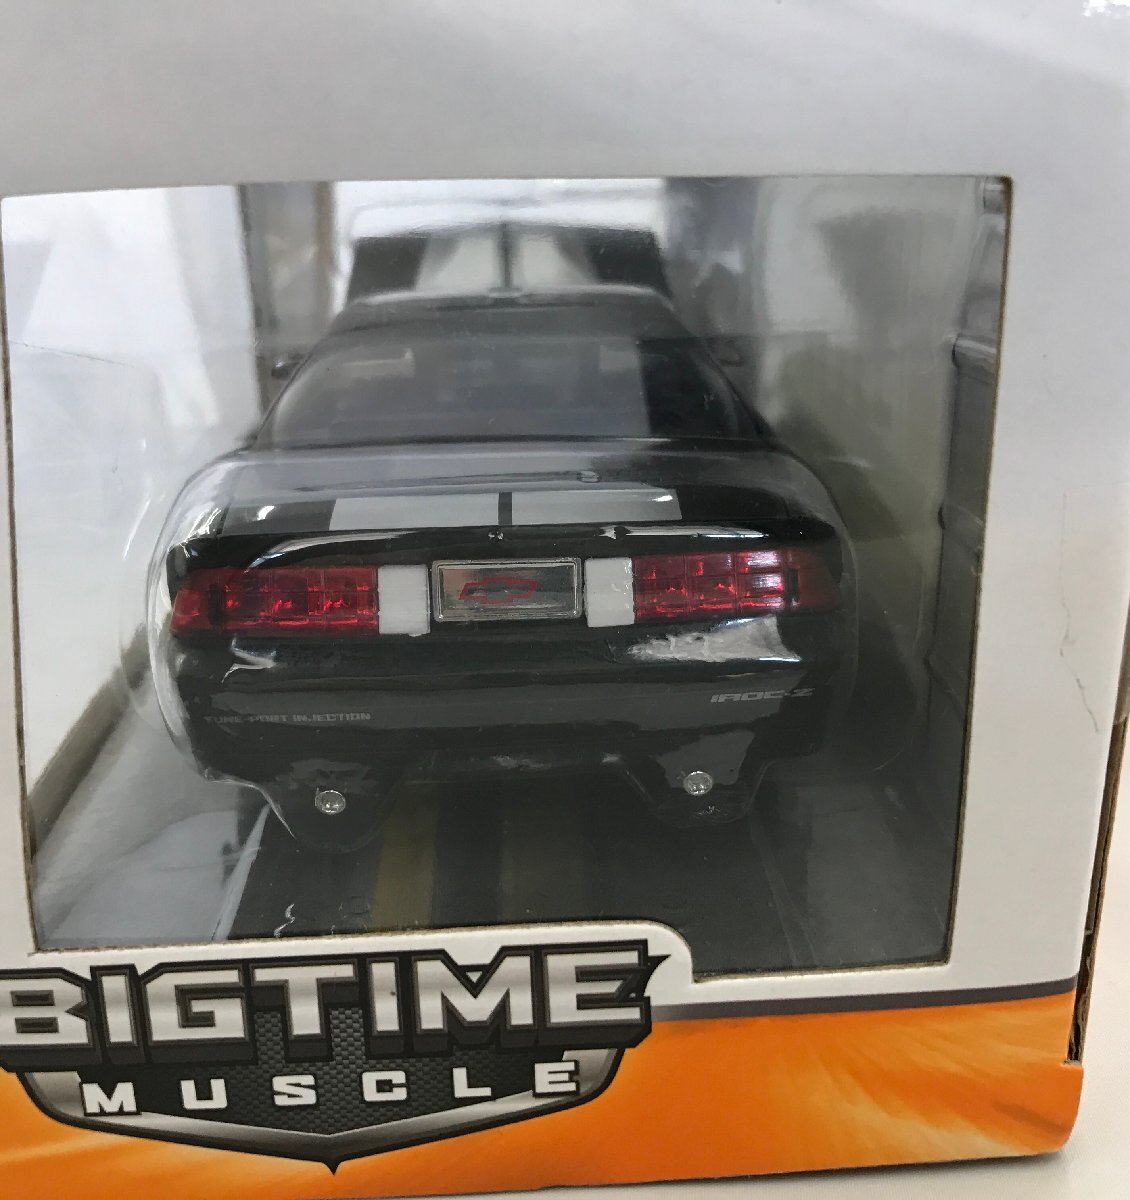 TUNE-PORT INJECTION
IROC-Z
BIGTIME
MUSCLE